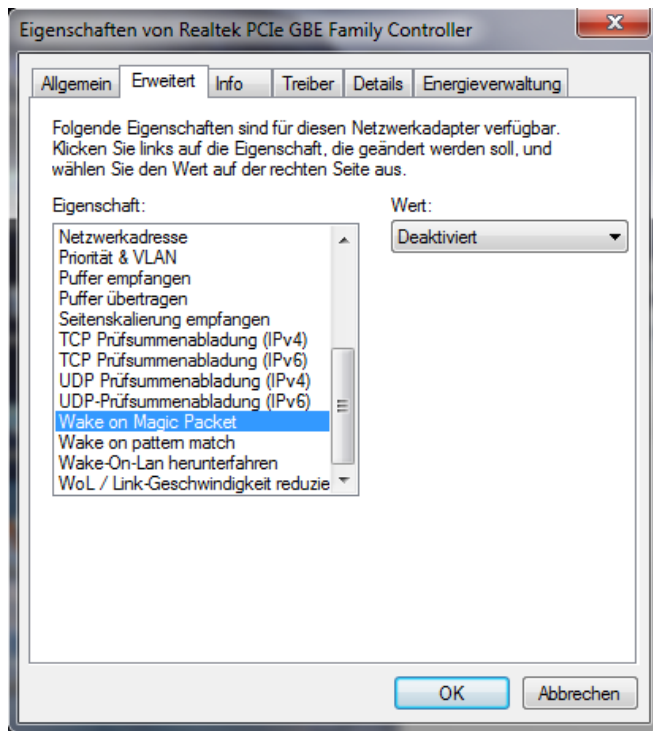 Eigenschaften von Realtek PCIe GBE Family Controller
Allgemein
Erweitert
Info
Treiber
Details
Energieverwaltung
Folgende Eigenschaften sind für diesen Netzwerkadapter verfügbar.
Klicken Sie links auf die Eigenschaft, die geändert werden soll, und
wählen Sie den Wert auf der rechten Seite aus.
Eigenschaft:
Netzwerkadresse
Priorität & VLAN
Puffer empfangen
Puffer übertragen
Seitenskalierung empfangen
TCP Prüfsummenabladung (IPv4)
TCP Prüfsummenabladung (IPv6)
UDP Prüfsummenabladung (IPv4)
UDP-Prüfsummenabladung (IPv6)
Wake on Magic Packet
Wake on pattern match
Wake-On-Lan herunterfahren
WoL / Link-Geschwindigkeit reduzie
Wert:
Deaktiviert
OK
Abbrechen